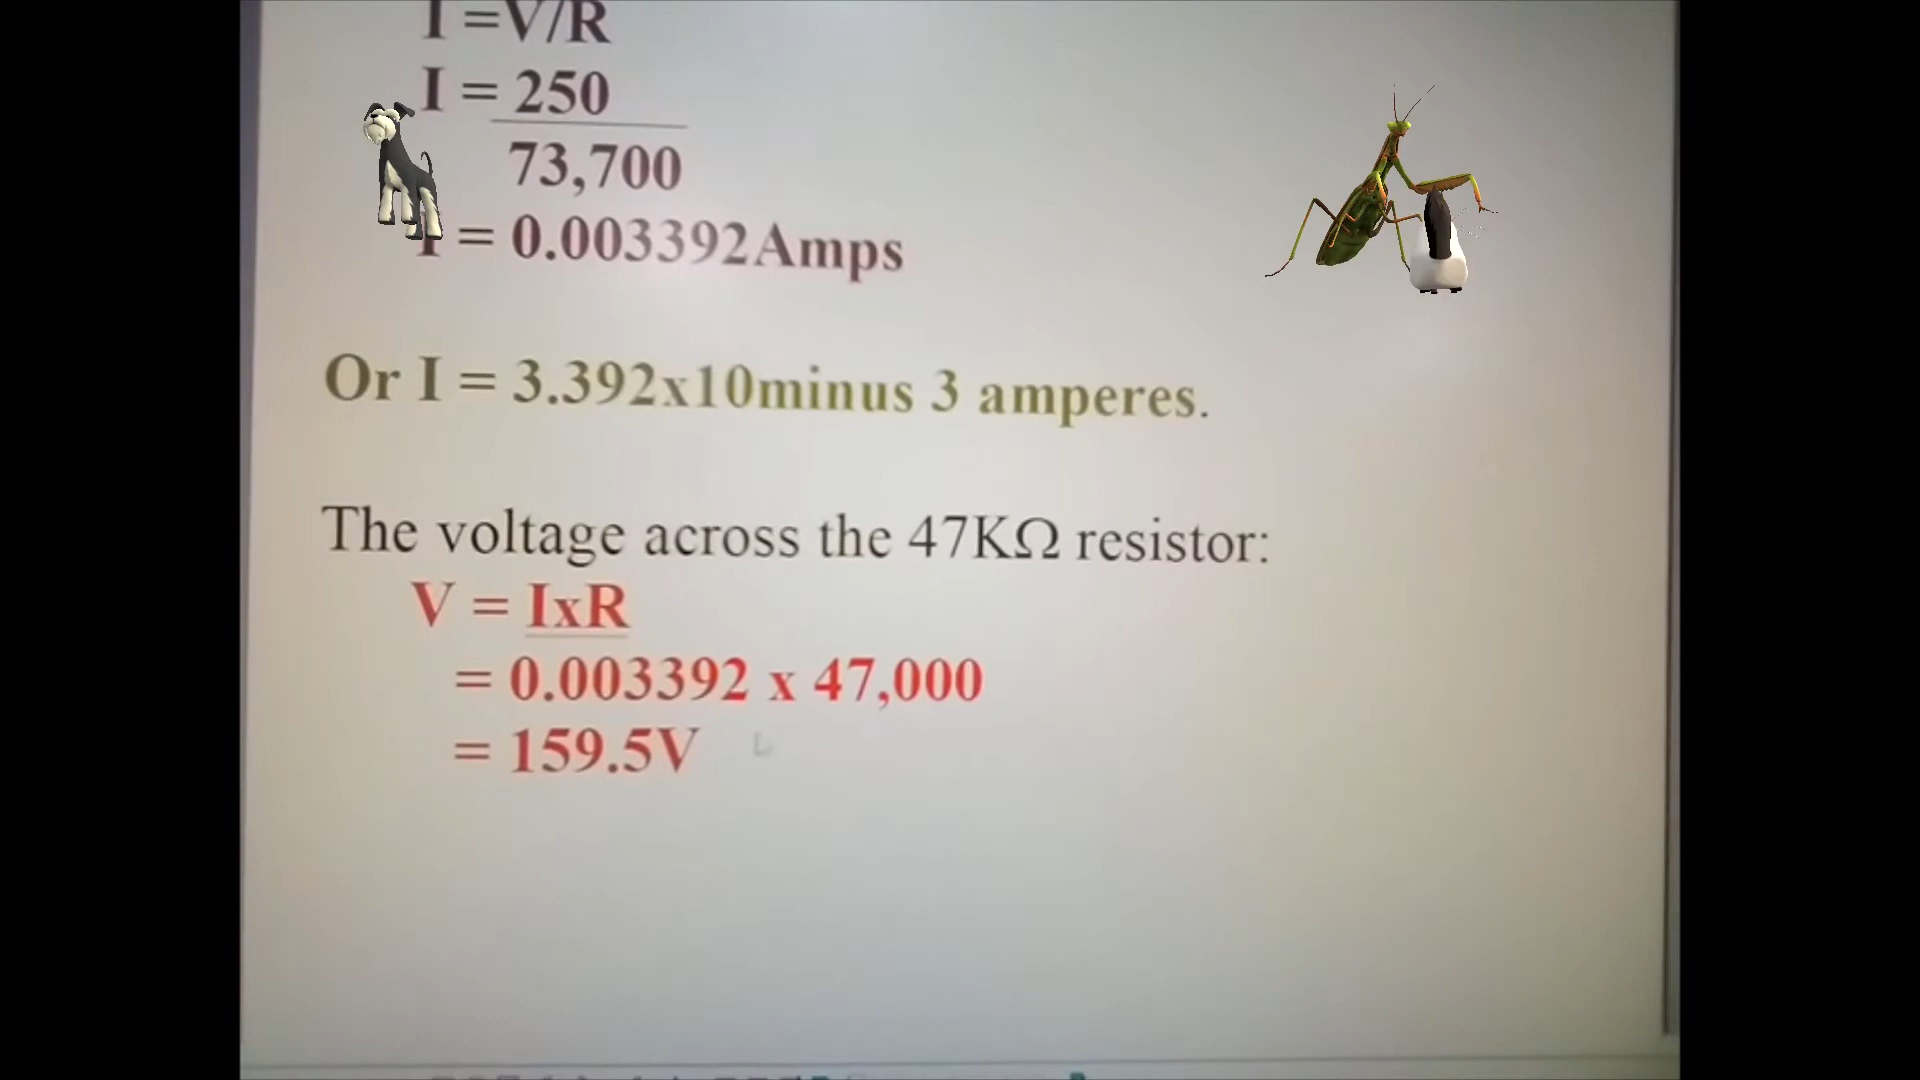 I =V/R
I = 250
73,700
I = 0.003392Amps
Or I = 3.392x10minus 3 amperes.
The voltage across the 47KΩ resistor:
V = IxR
= 0.003392 x 47,000
= 159.5V